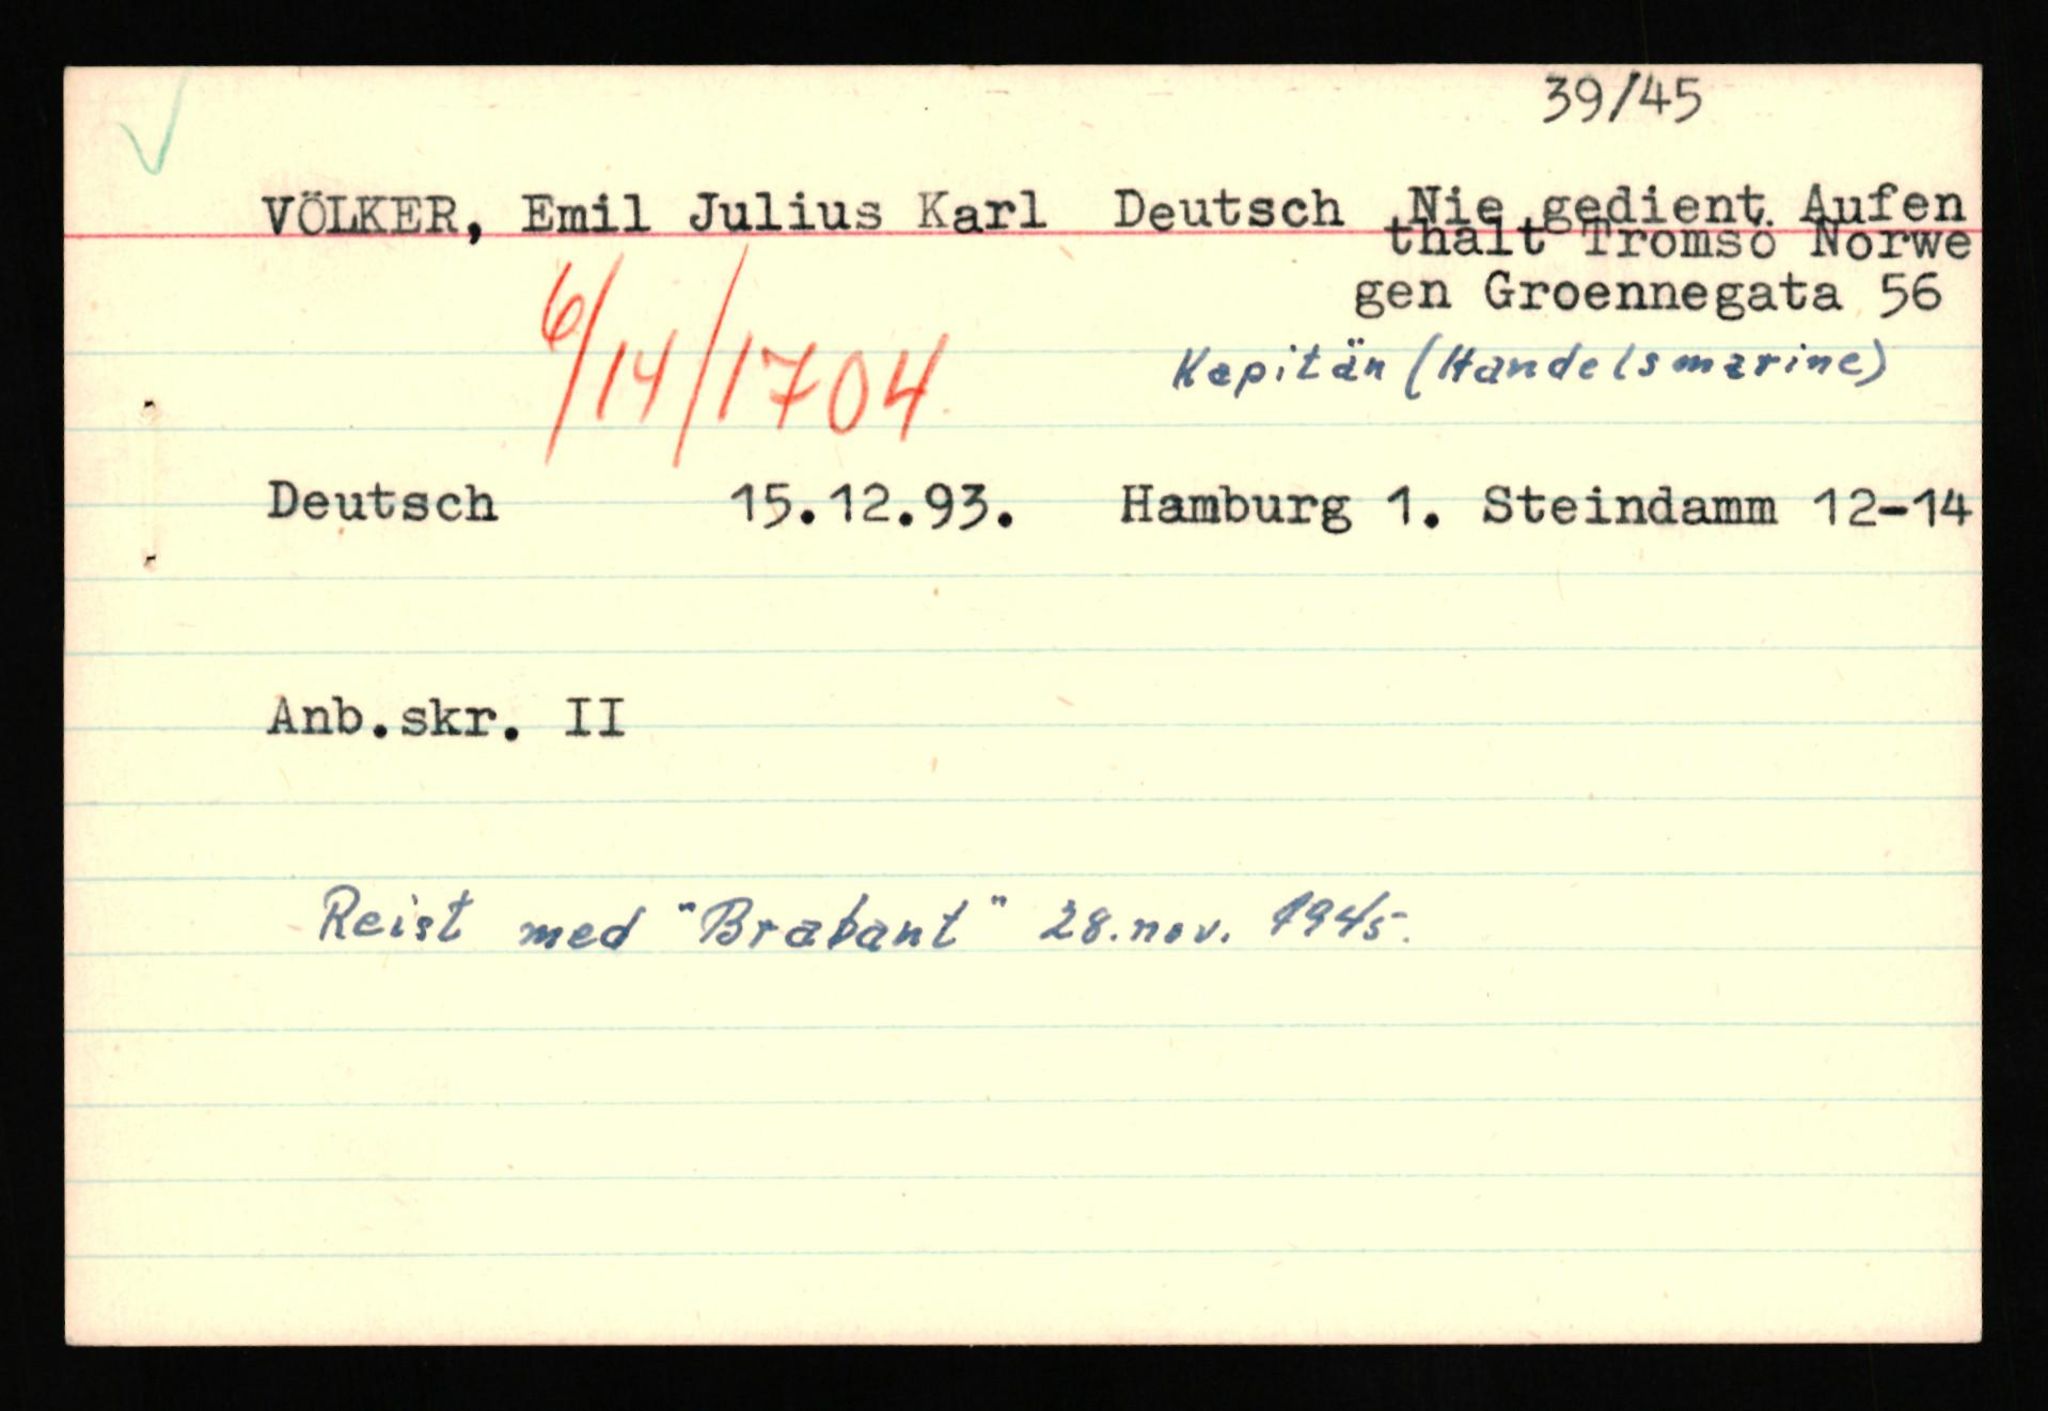 39/45
VÖLKER, Emil Julius Karl Deutsch Nie gedient. Aufen
thalt Tromsö Norwe
gen Groennegata 56
6/14/1704
Kapitän (Handelsmarine)
Deutsch 15.12.93. Hamburg 1. Steindamm 12-14
Anb.skr. II
Reist med "Brabant" 28.nov. 1945.